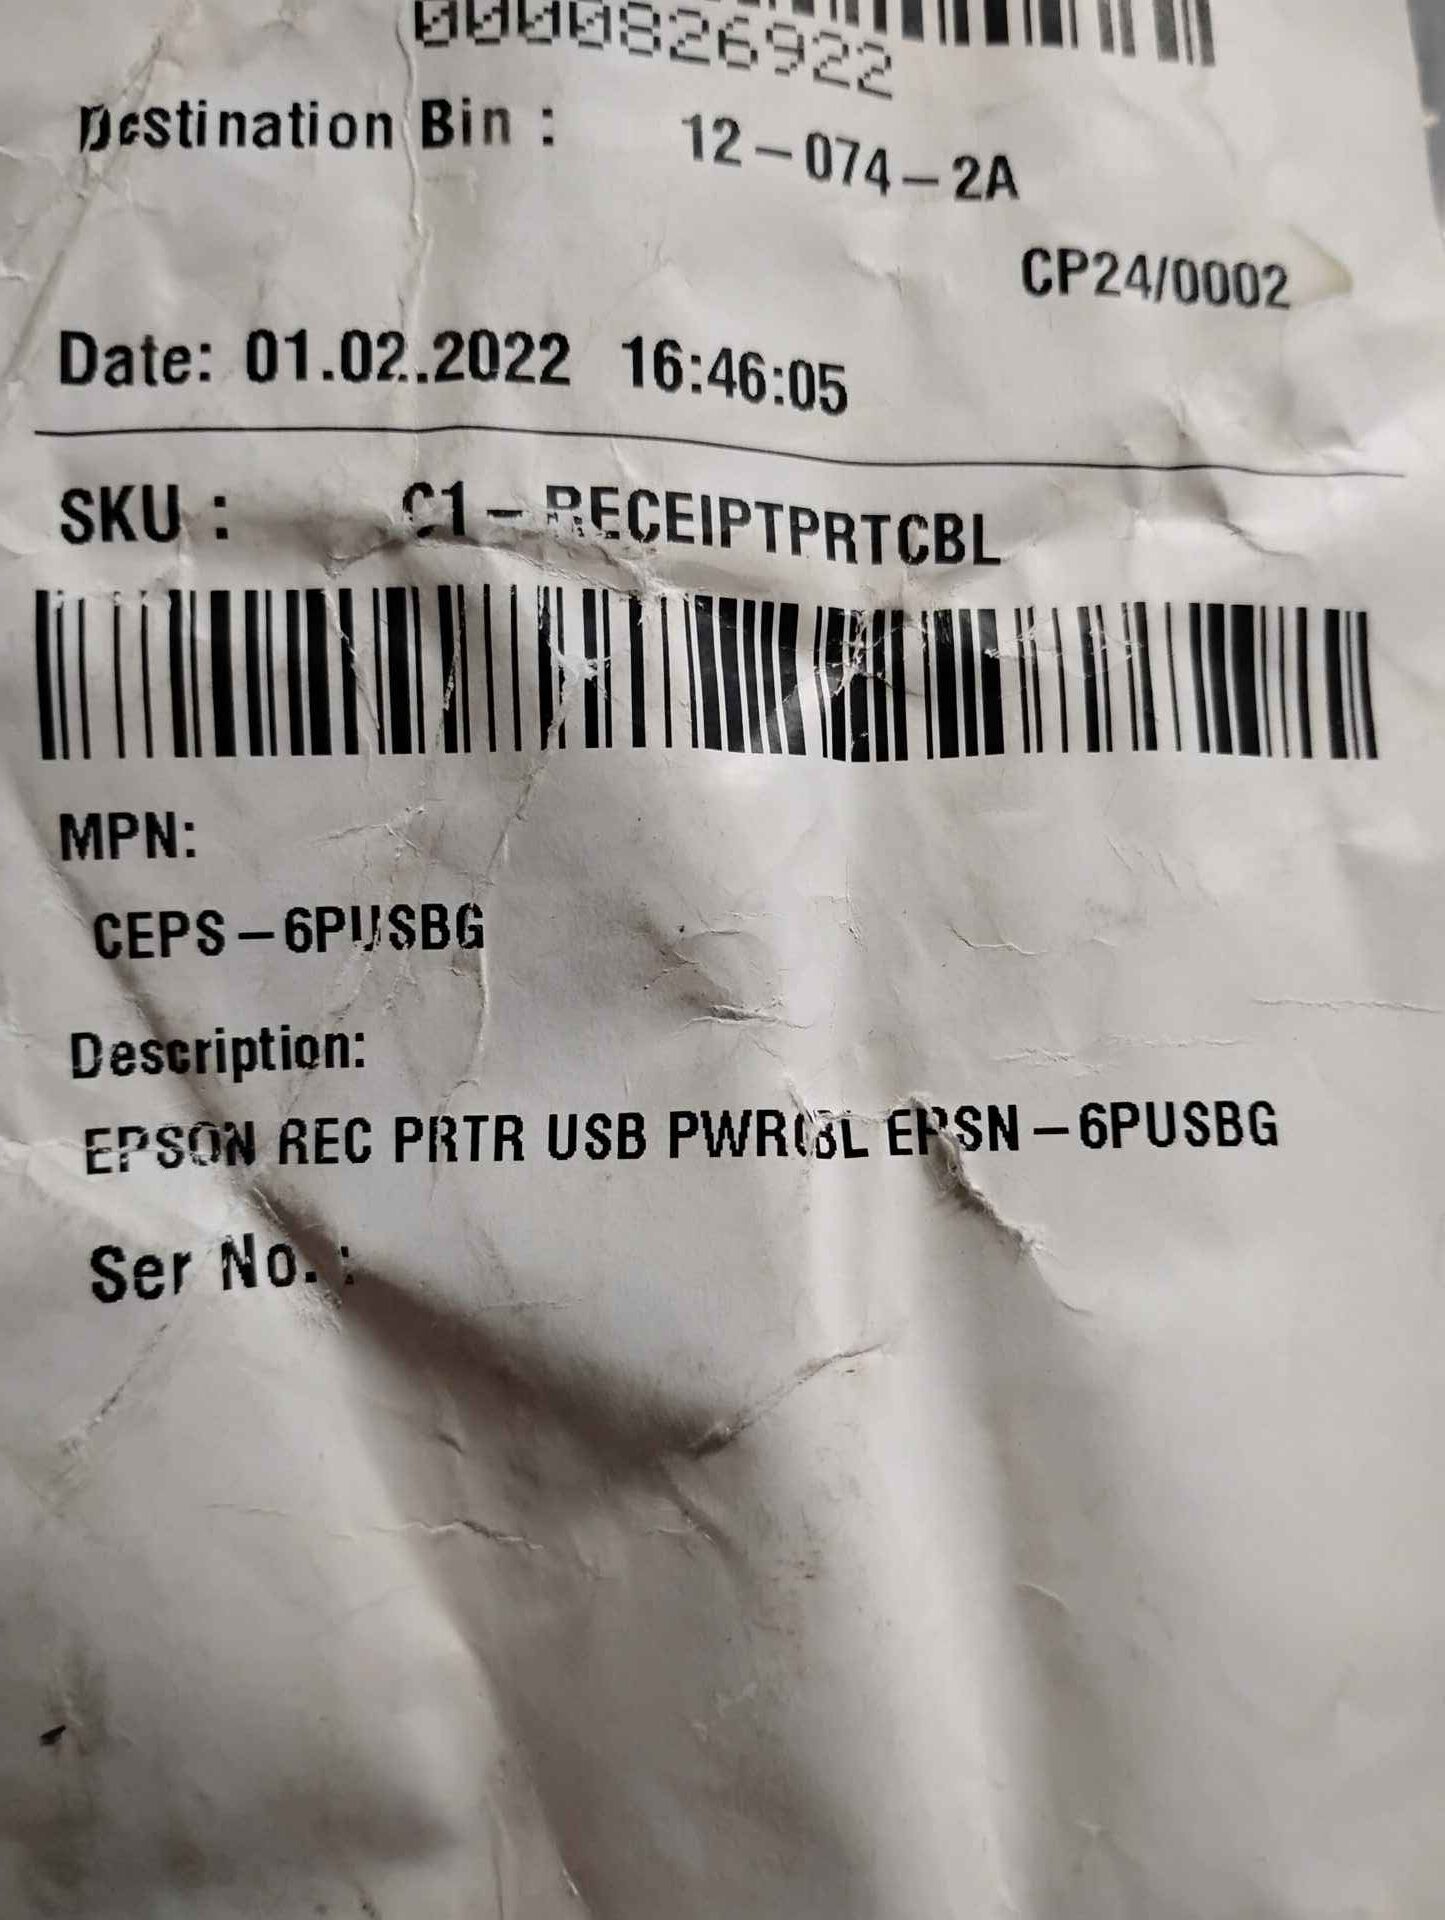 0000826922
Destination Bin : 12-074-2A
CP24/0002
Date: 01.02.2022 16:46:05
SKU : C1-RECEIPTPRTCBL
MPN:
CEPS-6PUSBG
Description:
EPSON REC PRTR USB PWRCBL EPSN-6PUSBG
Ser No. :